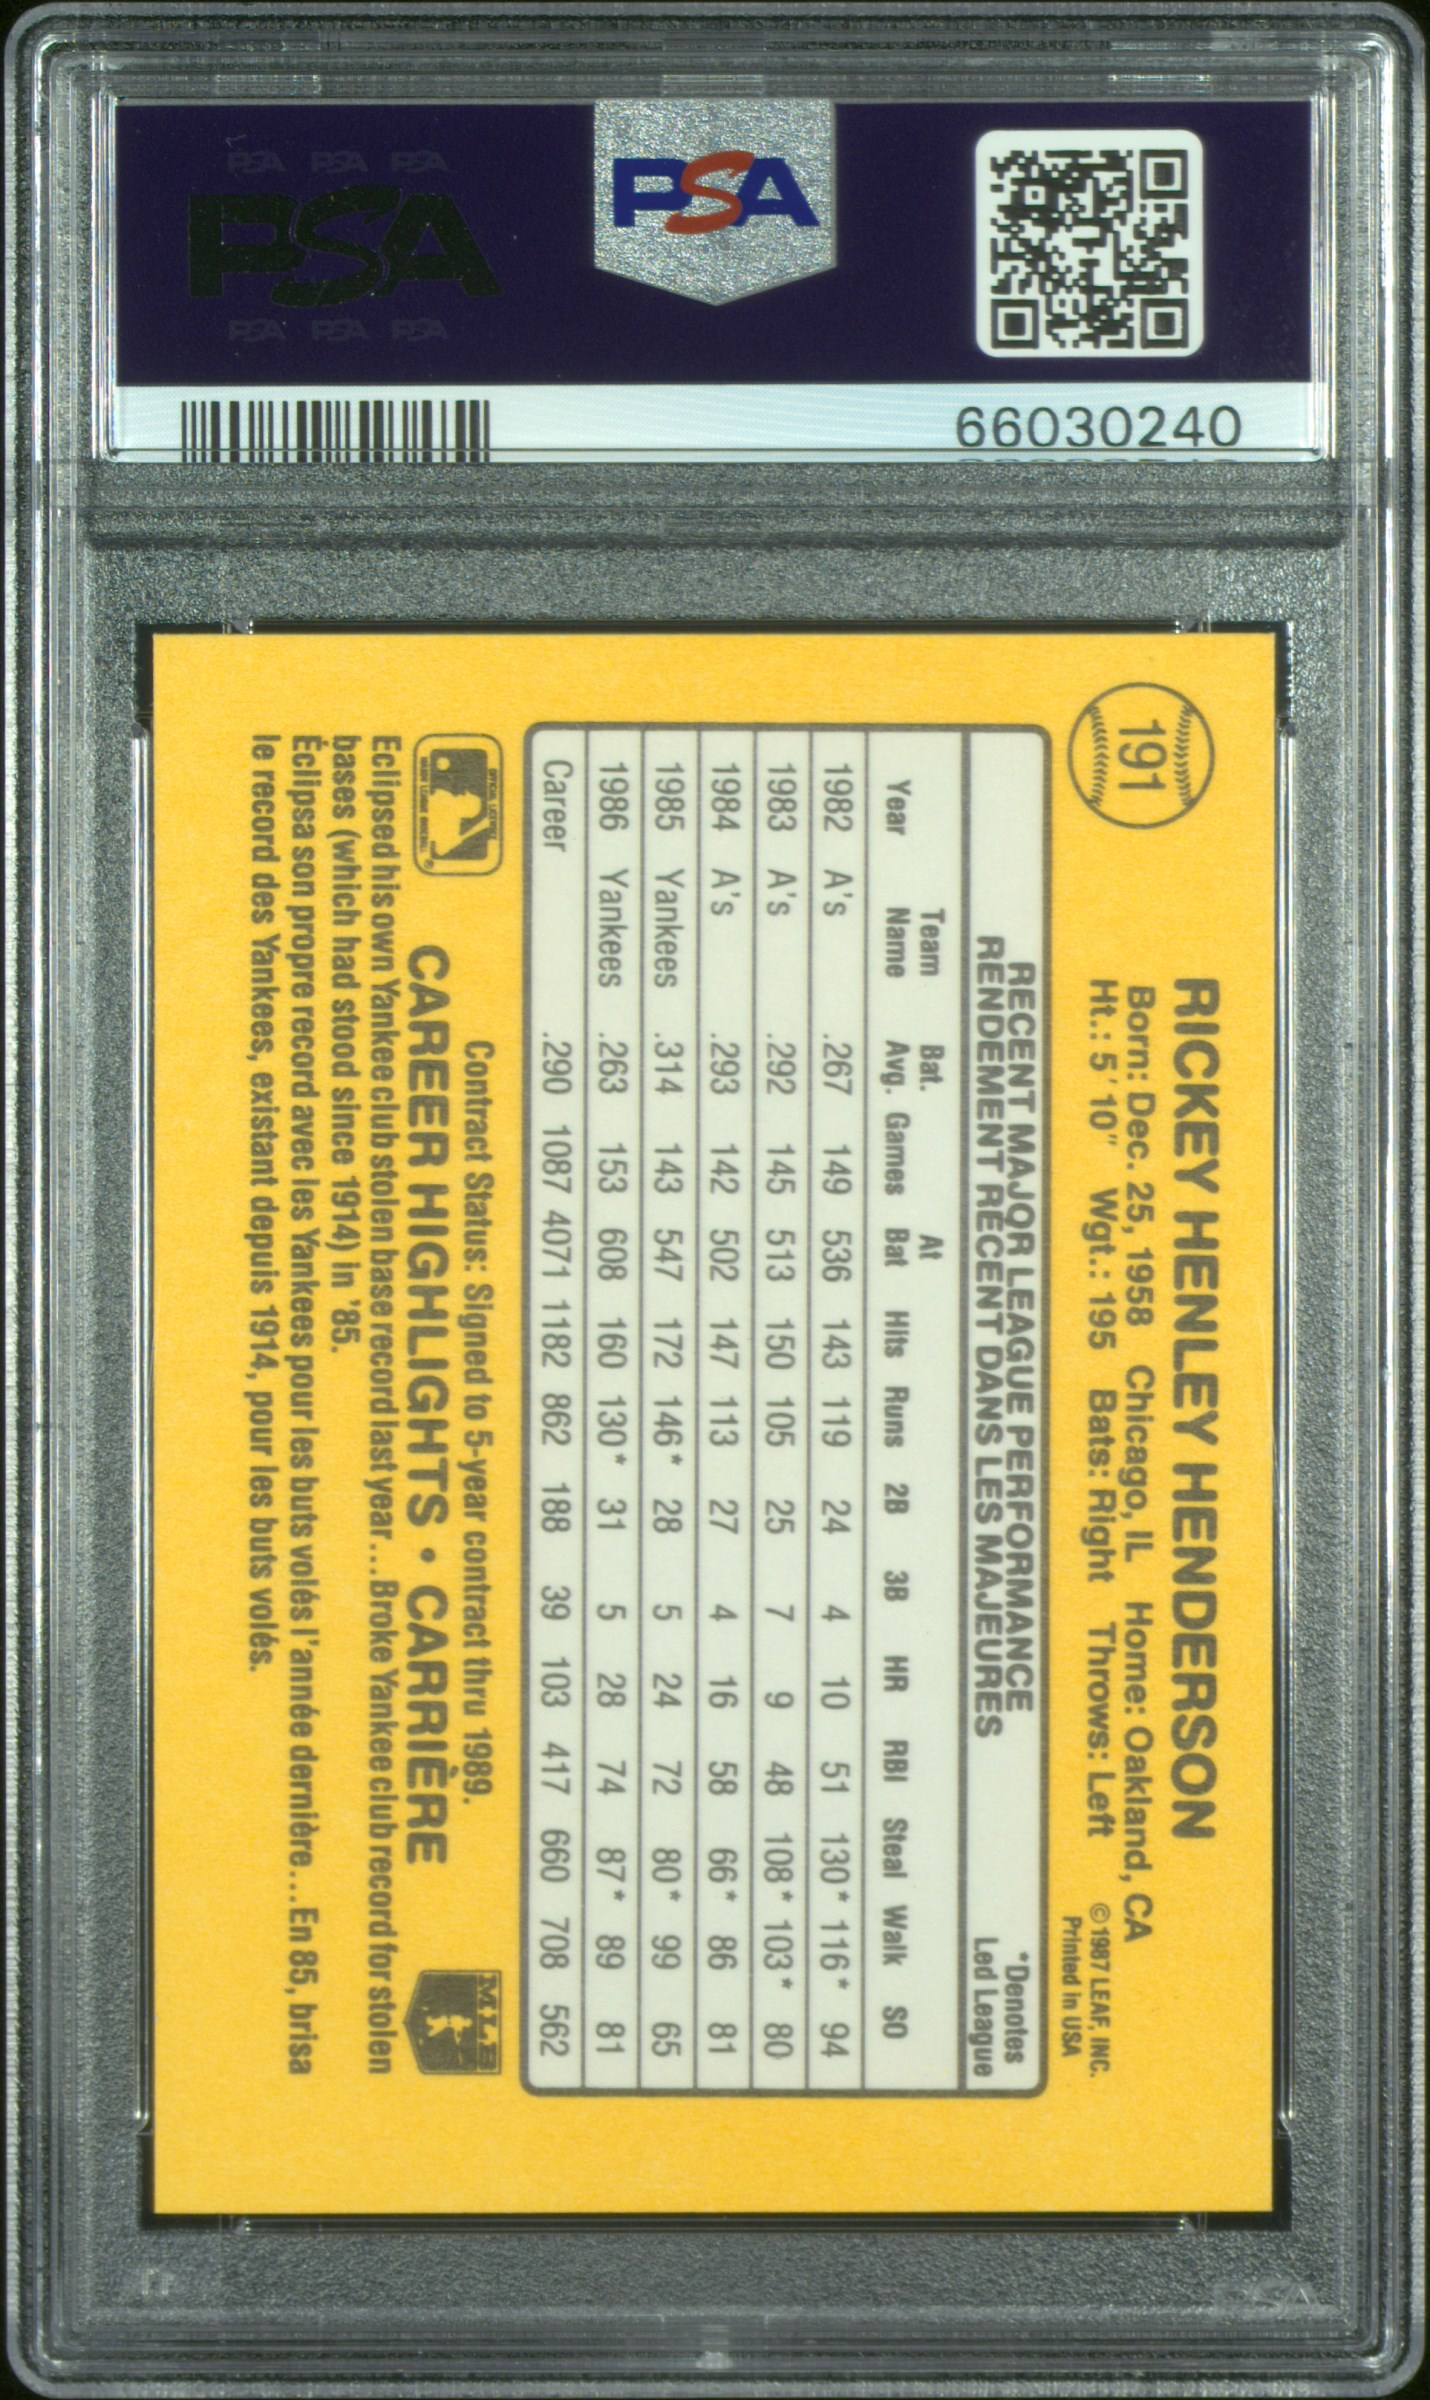 PSA PSA PSA
PSA
PSA PSA PSA
PSA
66030240
191
RICKEY HENLEY HENDERSON
Born: Dec. 25, 1958 Chicago, IL Home: Oakland, CA
Ht.: 5'10" Wgt.: 195 Bats: Right Throws: Left
©1987 LEAF, INC.
Printed in USA
RECENT MAJOR LEAGUE PERFORMANCE
RENDEMENT RÉCENT DANS LES MAJEURES
*Denotes
Led League
Year Team Name Bat. Avg. Games At Bat Hits Runs 2B 3B HR RBI Steal Walk SO
1982 A's .267 149 536 143 119 24 4 10 51 130* 116* 94
1983 A's .292 145 513 150 105 25 7 9 48 108* 103* 80
1984 A's .293 142 502 147 113 27 4 16 58 66* 86 81
1985 Yankees .314 143 547 172 146* 28 5 24 72 80* 99 65
1986 Yankees .263 153 608 160 130* 31 5 28 74 87* 89 81
Career .290 1087 4071 1182 862 188 39 103 417 660 708 562
Contract Status: Signed to 5-year contract thru 1989.
CAREER HIGHLIGHTS • CARRIÈRE
MLB
Eclipsed his own Yankee club stolen base record last year...Broke Yankee club record for stolen
bases (which had stood since 1914) in '85.
Éclipsa son propre record avec les Yankees pour les buts volés l'année dernière...En 85, brisa
le record des Yankees, existant depuis 1914, pour les buts volés.
PSA